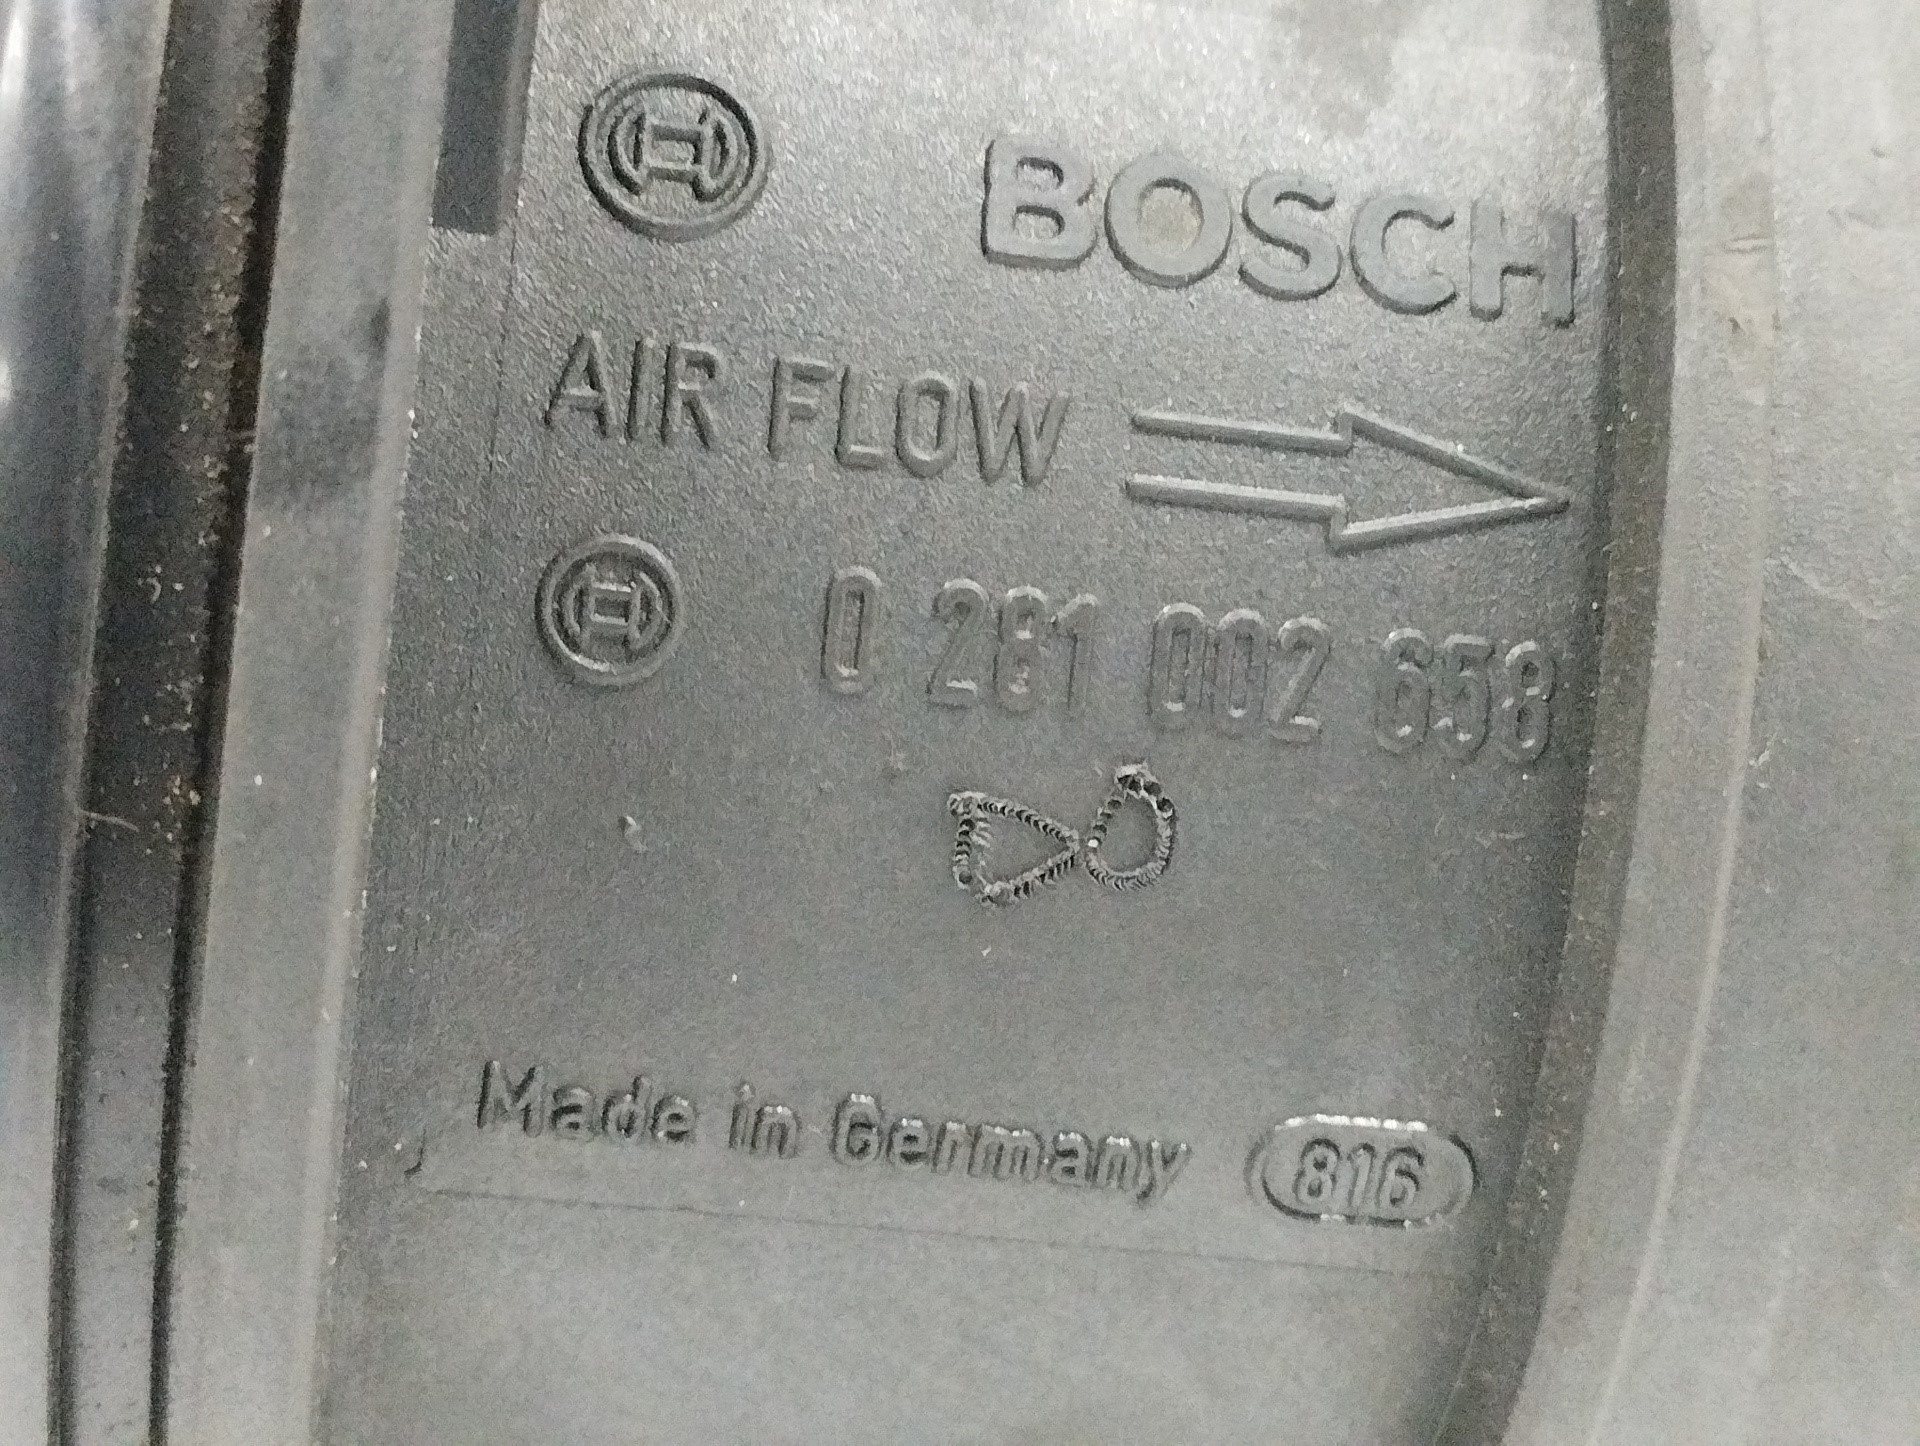 BOSCH
AIR FLOW
0 281 002 658
Made in Germany 816